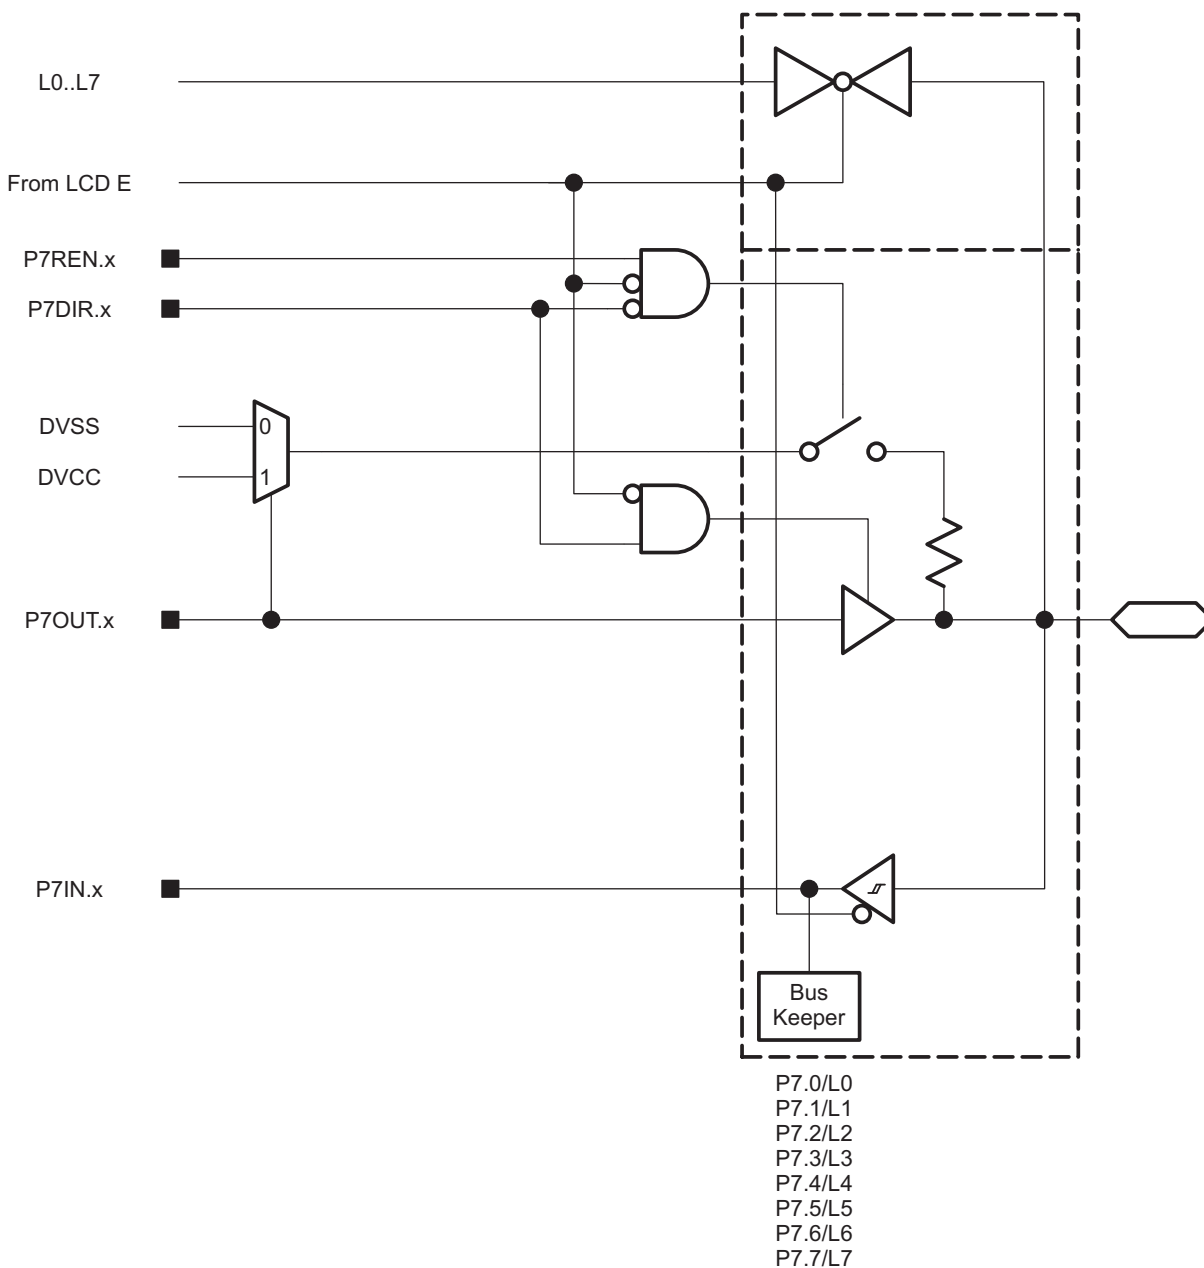 L0..L7
From LCD E
P7REN.x
P7DIR.x
DVSS
0
DVCC
1
P7OUT.x
P7IN.x
Bus
Keeper
P7.0/L0
P7.1/L1
P7.2/L2
P7.3/L3
P7.4/L4
P7.5/L5
P7.6/L6
P7.7/L7